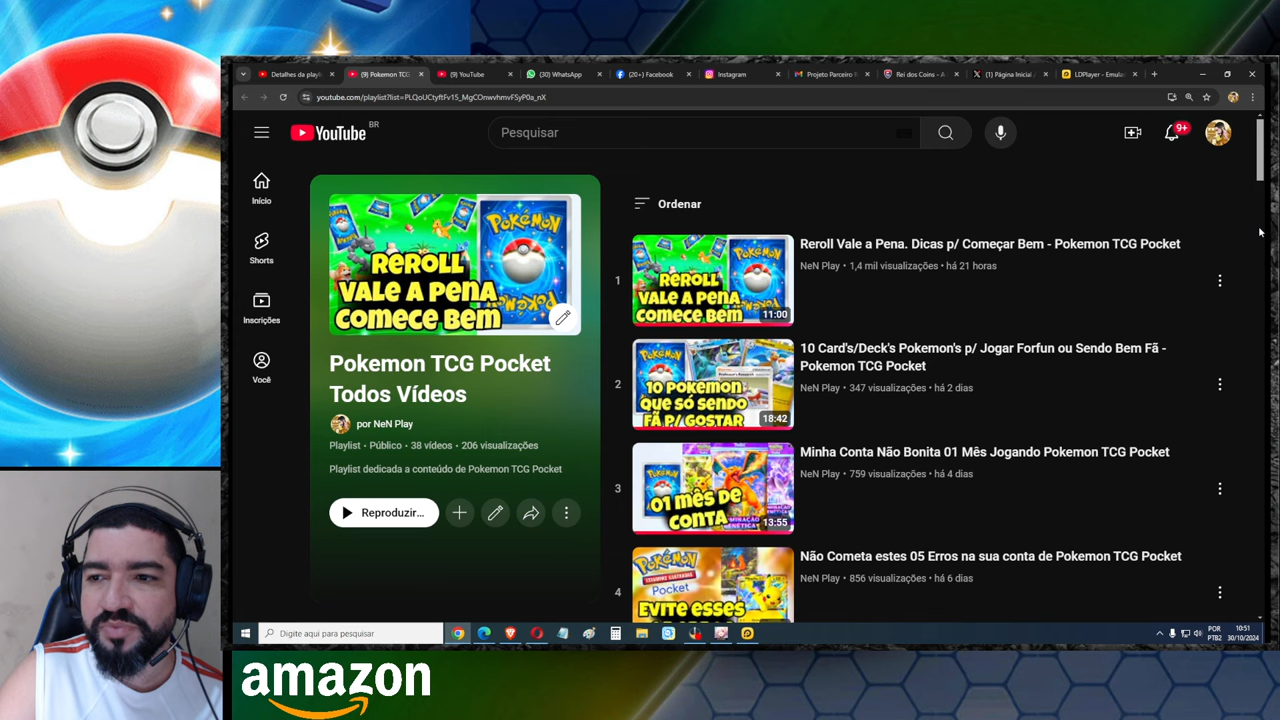 Detalhes da playli
(9) Pokemon TCG
(9) YouTube
(30) WhatsApp
(20+) Facebook
Instagram
Projeto Parceiro
Rei dos Coins - A
(1) Página Inicial
LDPlayer - Emula
youtube.com/playlist?list=PLQoUCtyftFv15_MgCOnwvhmvFSyP0a_nX
YouTube BR
Pesquisar
9+
Início
Shorts
Inscrições
Você
POKéMON
REROLL
VALE A PENA
COMECE BEM
Pokemon TCG Pocket
Todos Vídeos
por NeN Play
Playlist • Público • 38 vídeos • 206 visualizações
Playlist dedicada a conteúdo de Pokemon TCG Pocket
Reproduzir...
Ordenar
1
POKéMON
REROLL
VALE A PENA
COMECE BEM
11:00
Reroll Vale a Pena. Dicas p/ Começar Bem - Pokemon TCG Pocket
NeN Play • 1,4 mil visualizações • há 21 horas
2
10 POKEMON
QUE SÓ SENDO
FÃ P/ GOSTAR
18:42
10 Card's/Deck's Pokemon's p/ Jogar Forfun ou Sendo Bem Fã -
Pokemon TCG Pocket
NeN Play • 347 visualizações • há 2 dias
3
01 MÊS DE
CONTA
13:55
Minha Conta Não Bonita 01 Mês Jogando Pokemon TCG Pocket
NeN Play • 759 visualizações • há 4 dias
4
POKéMON
Pocket
EVITE ESSES
Não Cometa estes 05 Erros na sua conta de Pokemon TCG Pocket
NeN Play • 856 visualizações • há 6 dias
Digite aqui para pesquisar
POR
PTB2
10:51
30/10/2024
amazon